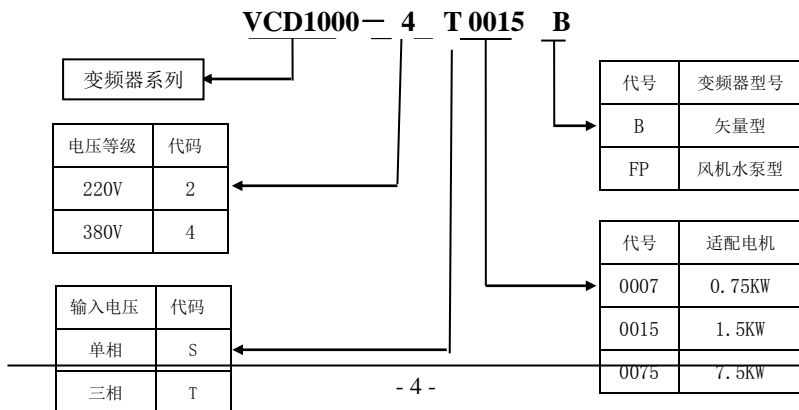 VCD1000－ 4 T 0015 B
变频器系列
电压等级 代码
220V 2
380V 4
输入电压 代码
单相 S
三相 T
代号 变频器型号
B 矢量型
FP 风机水泵型
代号 适配电机
0007 0.75KW
0015 1.5KW
0075 7.5KW
- 4 -